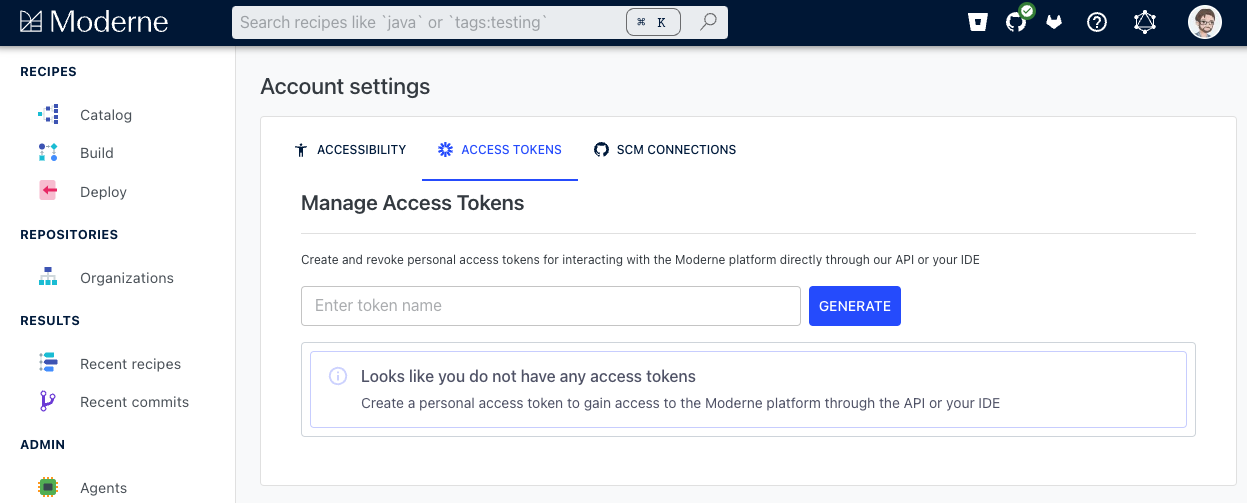 Moderne
Search recipes like `java` or `tags:testing`
⌘ K
RECIPES
Catalog
Build
Deploy
REPOSITORIES
Organizations
RESULTS
Recent recipes
Recent commits
ADMIN
Agents
Account settings
ACCESSIBILITY
ACCESS TOKENS
SCM CONNECTIONS
Manage Access Tokens
Create and revoke personal access tokens for interacting with the Moderne platform directly through our API or your IDE
Enter token name
GENERATE
Looks like you do not have any access tokens
Create a personal access token to gain access to the Moderne platform through the API or your IDE